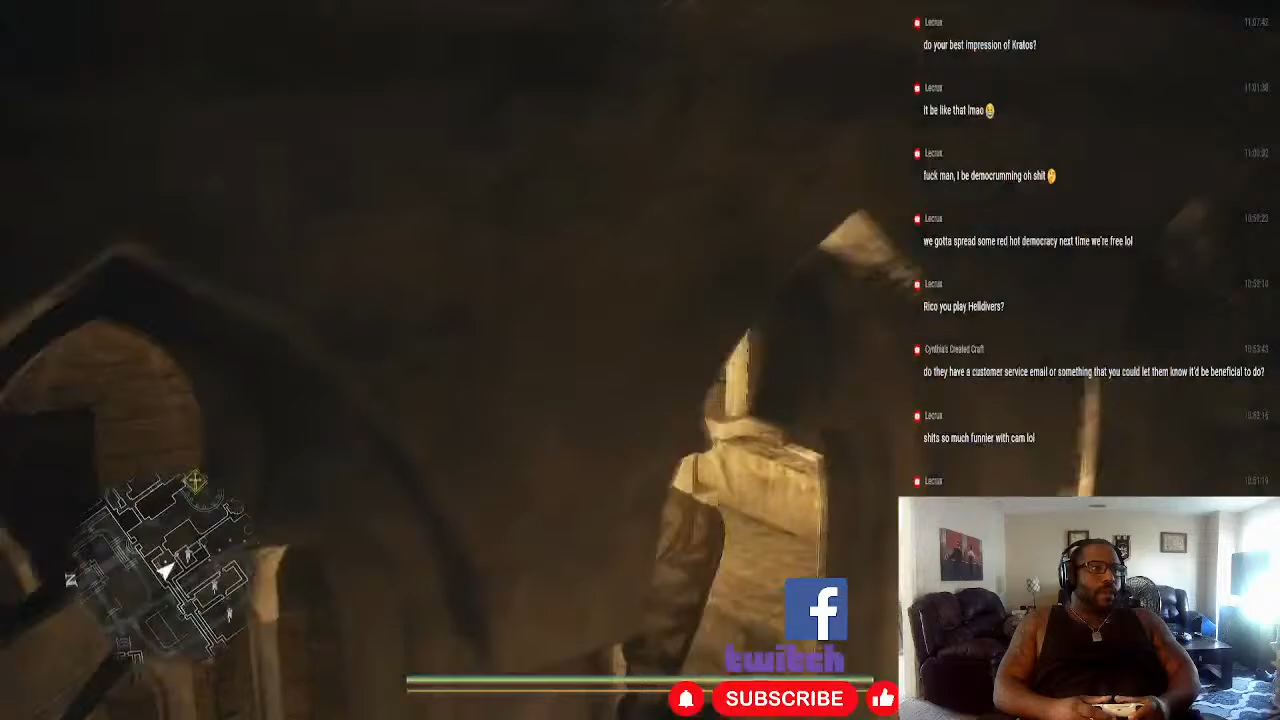 Lecrux 11:07:42
do your best impression of Kratos?
Lecrux
it be like that lmao
Lecrux
fuck man, I be democrumming oh shit
Lecrux
we gotta spread some red hot democracy next time we're free lol
Lecrux
Rico you play Helldivers?
Cynthia's Created Craft
do they have a customer service email or something that you could let them know it'd be beneficial to do?
Lecrux
shits so much funnier with cam lol
Lecrux
N
f
twitch
SUBSCRIBE